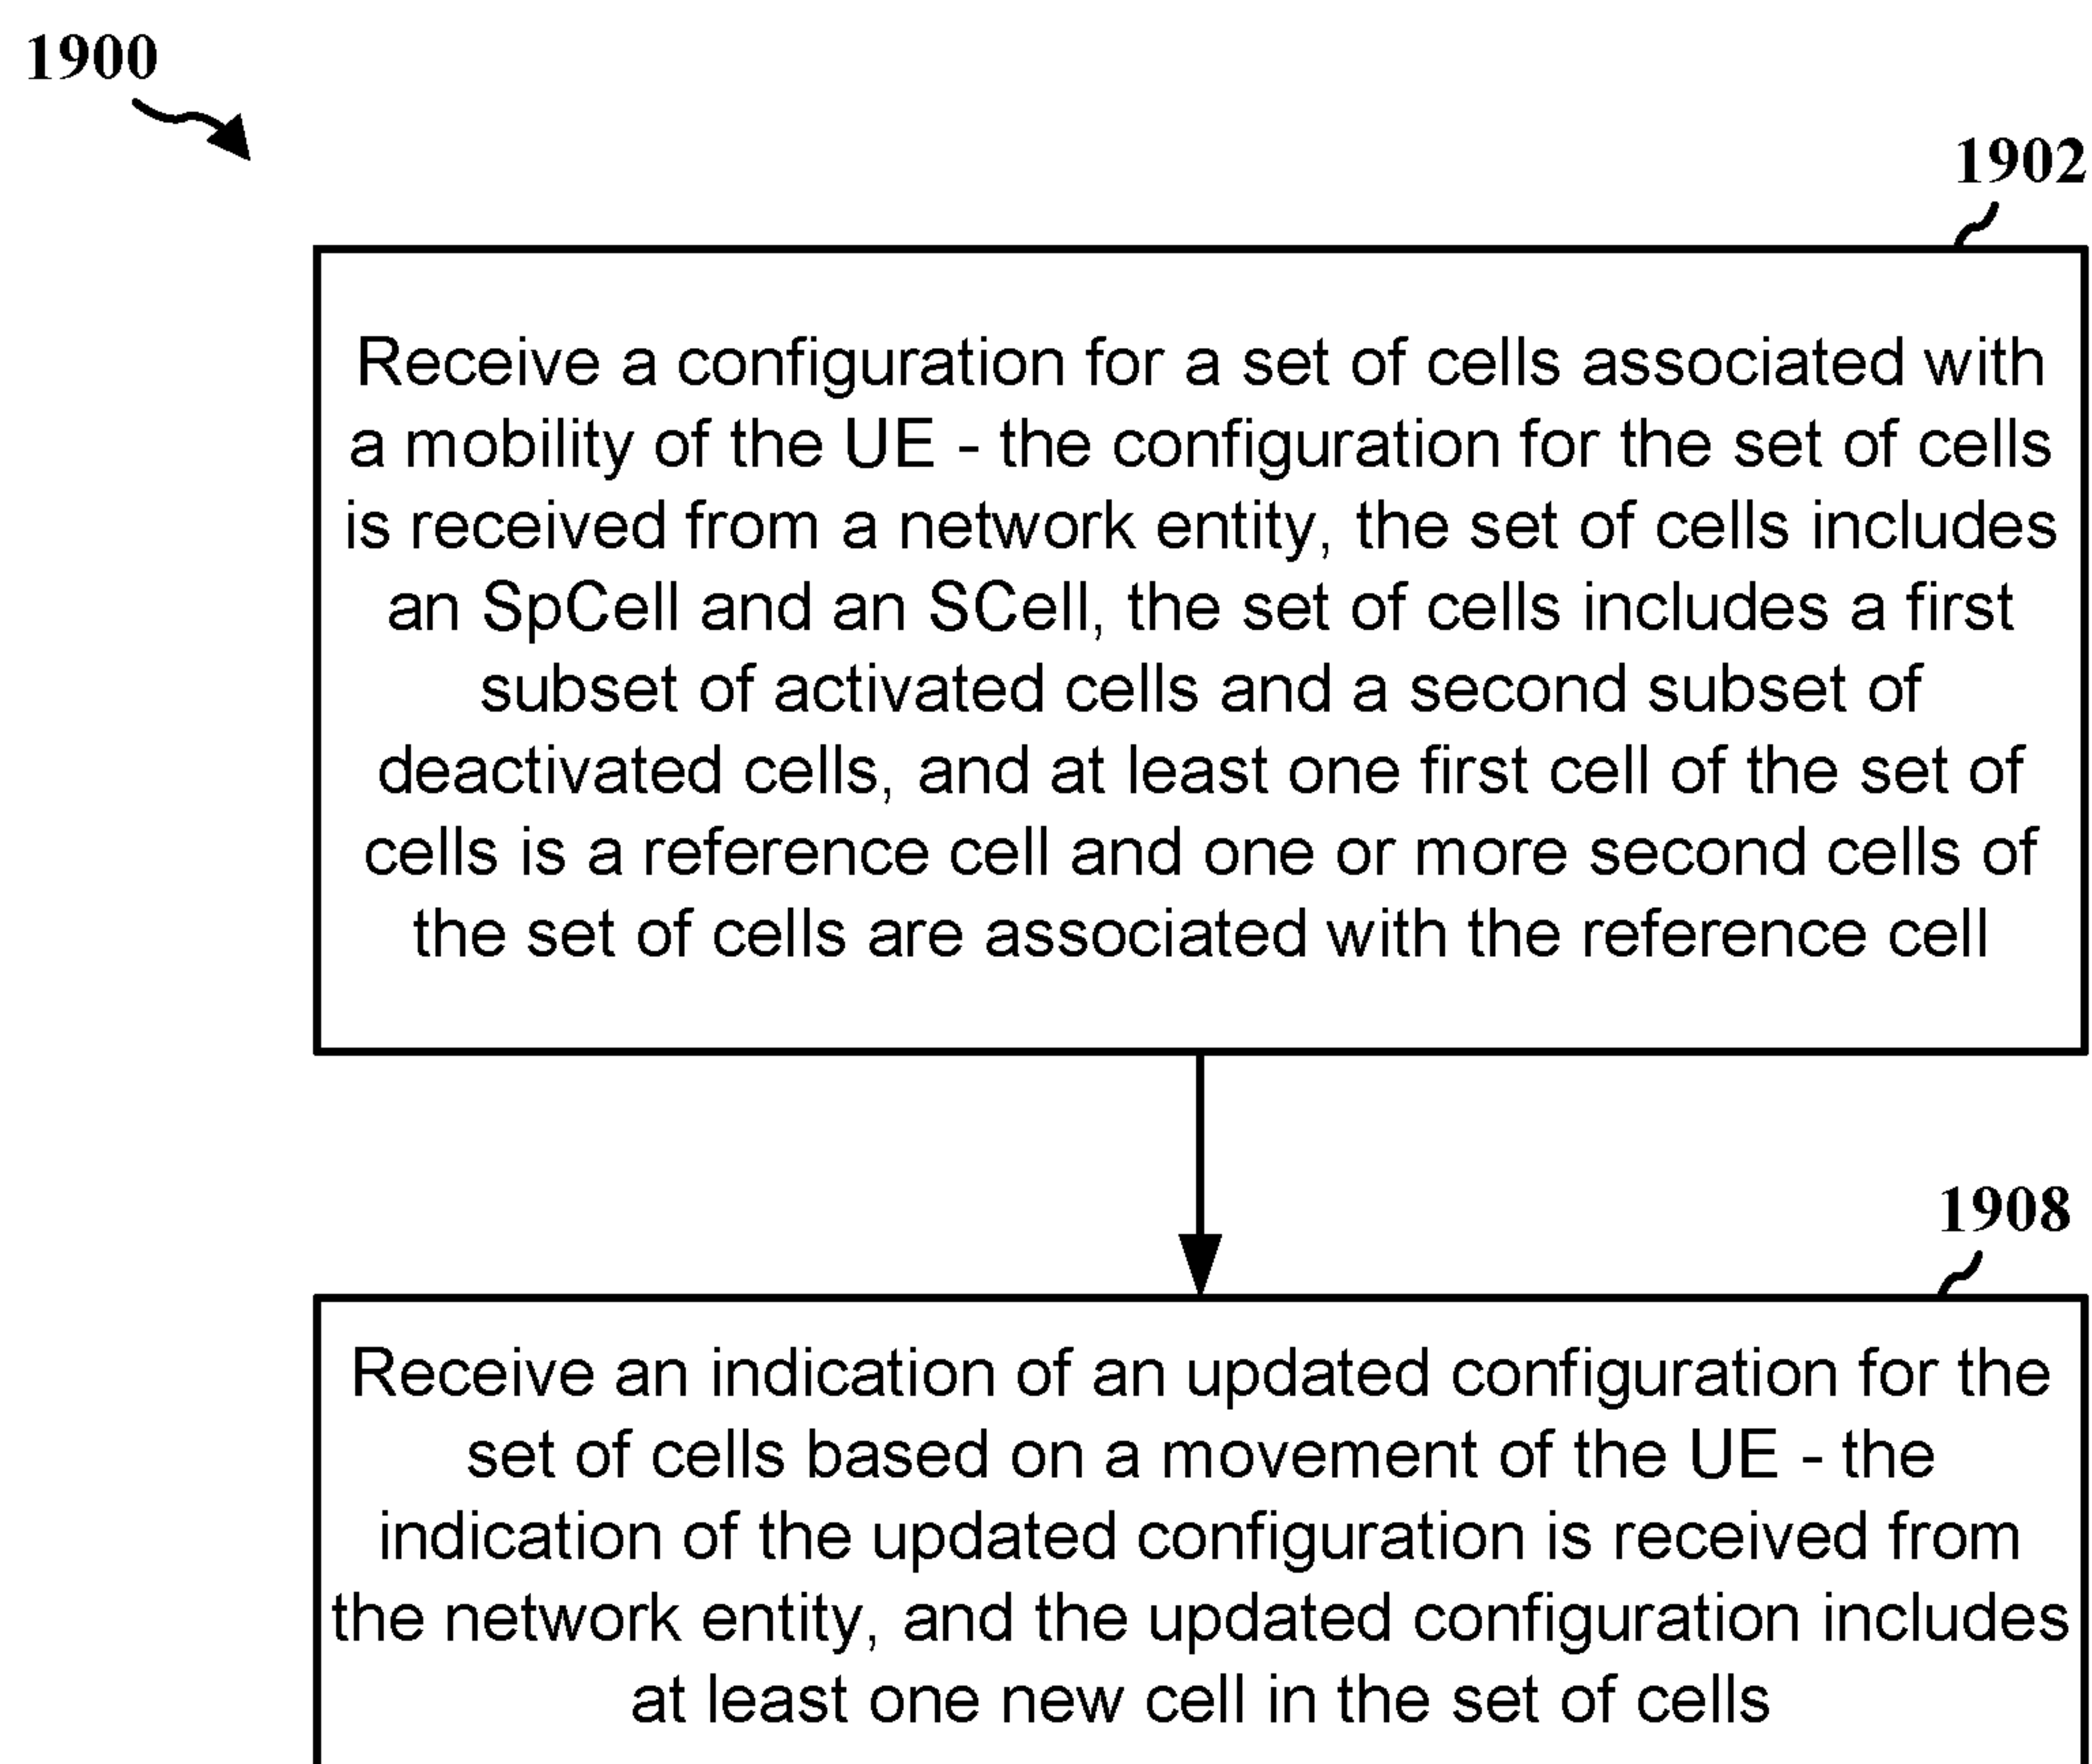 1900
1902
Receive a configuration for a set of cells associated with
a mobility of the UE - the configuration for the set of cells
is received from a network entity, the set of cells includes
an SpCell and an SCell, the set of cells includes a first
subset of activated cells and a second subset of
deactivated cells, and at least one first cell of the set of
cells is a reference cell and one or more second cells of
the set of cells are associated with the reference cell
1908
Receive an indication of an updated configuration for the
set of cells based on a movement of the UE - the
indication of the updated configuration is received from
the network entity, and the updated configuration includes
at least one new cell in the set of cells